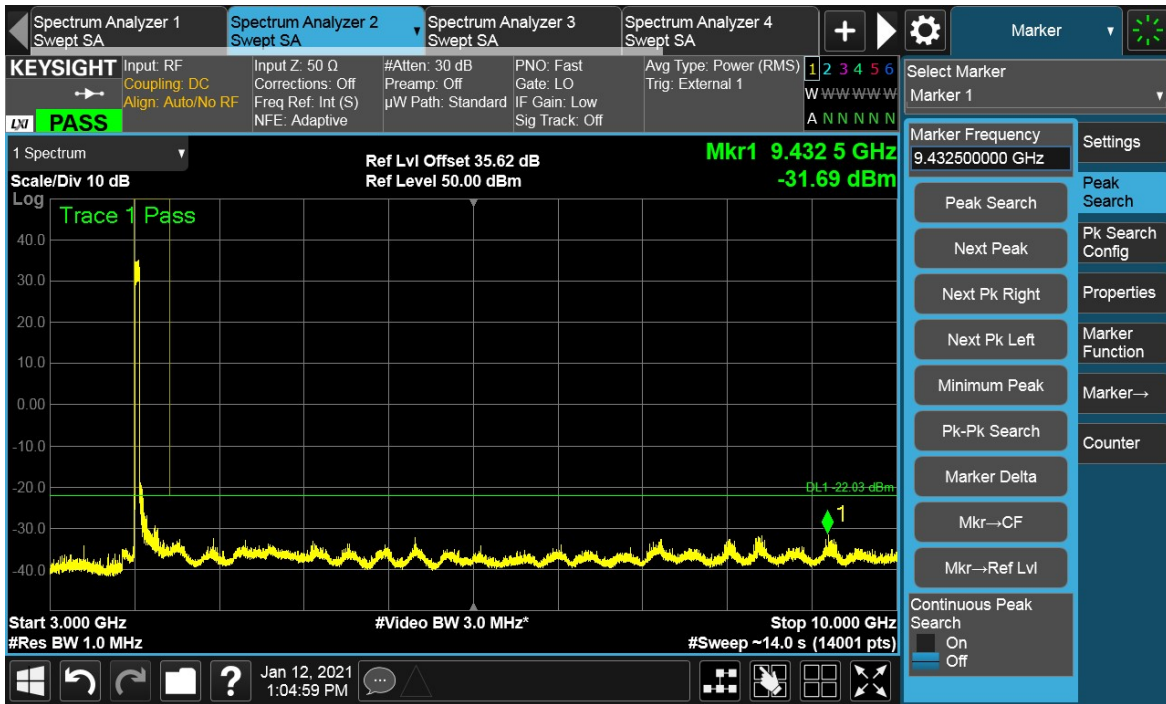 Spectrum Analyzer 1
Swept SA
Spectrum Analyzer 2
Swept SA
Spectrum Analyzer 3
Swept SA
Spectrum Analyzer 4
Swept SA
+
Marker
KEYSIGHT
LXI
PASS
Input: RF
Coupling: DC
Align: Auto/No RF
Input Z: 50 Ω
Corrections: Off
Freq Ref: Int (S)
NFE: Adaptive
#Atten: 30 dB
Preamp: Off
µW Path: Standard
PNO: Fast
Gate: LO
IF Gain: Low
Sig Track: Off
Avg Type: Power (RMS)
Trig: External 1
1 2 3 4 5 6
W W W W W W
A N N N N N
1 Spectrum
Scale/Div 10 dB
Log
Ref Lvl Offset 35.62 dB
Ref Level 50.00 dBm
Mkr1 9.432 5 GHz
-31.69 dBm
Trace 1 Pass
40.0
30.0
20.0
10.0
0.00
-10.0
-20.0
-30.0
-40.0
DL1 -22.03 dBm
1
Start 3.000 GHz
#Res BW 1.0 MHz
#Video BW 3.0 MHz*
Stop 10.000 GHz
#Sweep ~14.0 s (14001 pts)
Select Marker
Marker 1
Marker Frequency
9.432500000 GHz
Peak Search
Next Peak
Next Pk Right
Next Pk Left
Minimum Peak
Pk-Pk Search
Marker Delta
Mkr→CF
Mkr→Ref Lvl
Continuous Peak
Search
On
Off
Settings
Peak
Search
Pk Search
Config
Properties
Marker
Function
Marker→
Counter
?
Jan 12, 2021
1:04:59 PM